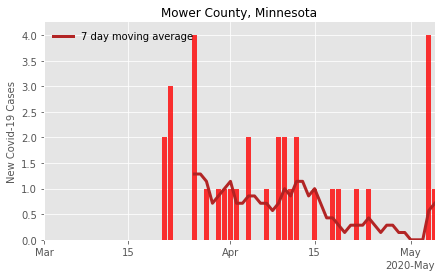 Mower County, Minnesota
7 day moving average
New Covid-19 Cases
4.0
3.5
3.0
2.5
2.0
1.5
1.0
0.5
0.0
Mar
15
Apr
15
May
2020-May